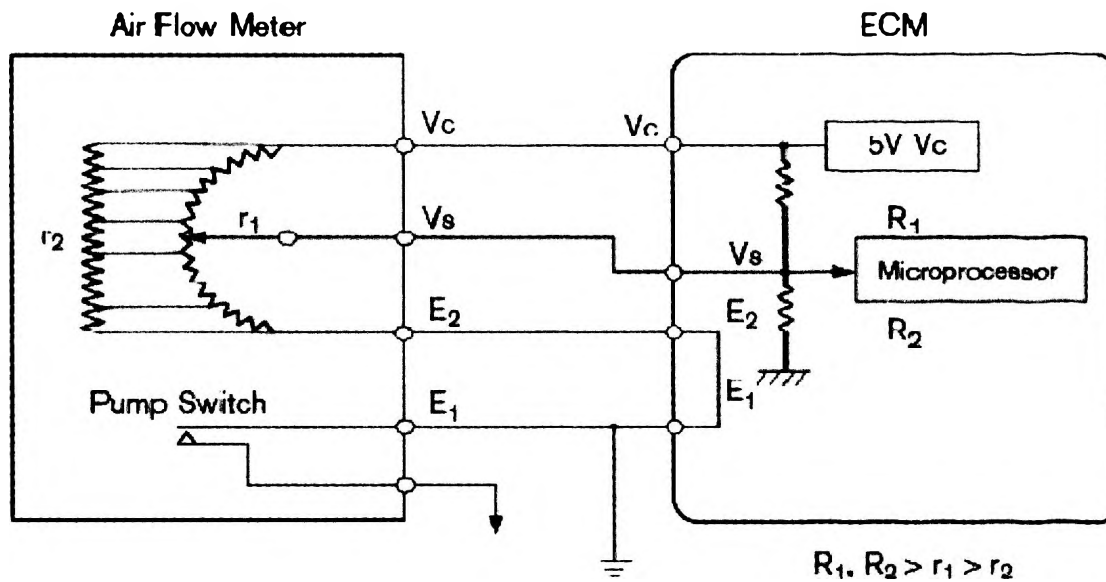 Air Flow Meter
ECM
Vc
Vc
5V Vc
r2
r1
Vs
Vs
R1
Microprocessor
E2
E2
R2
Pump Switch
E1
E1
R1, R2 > r1 > r2